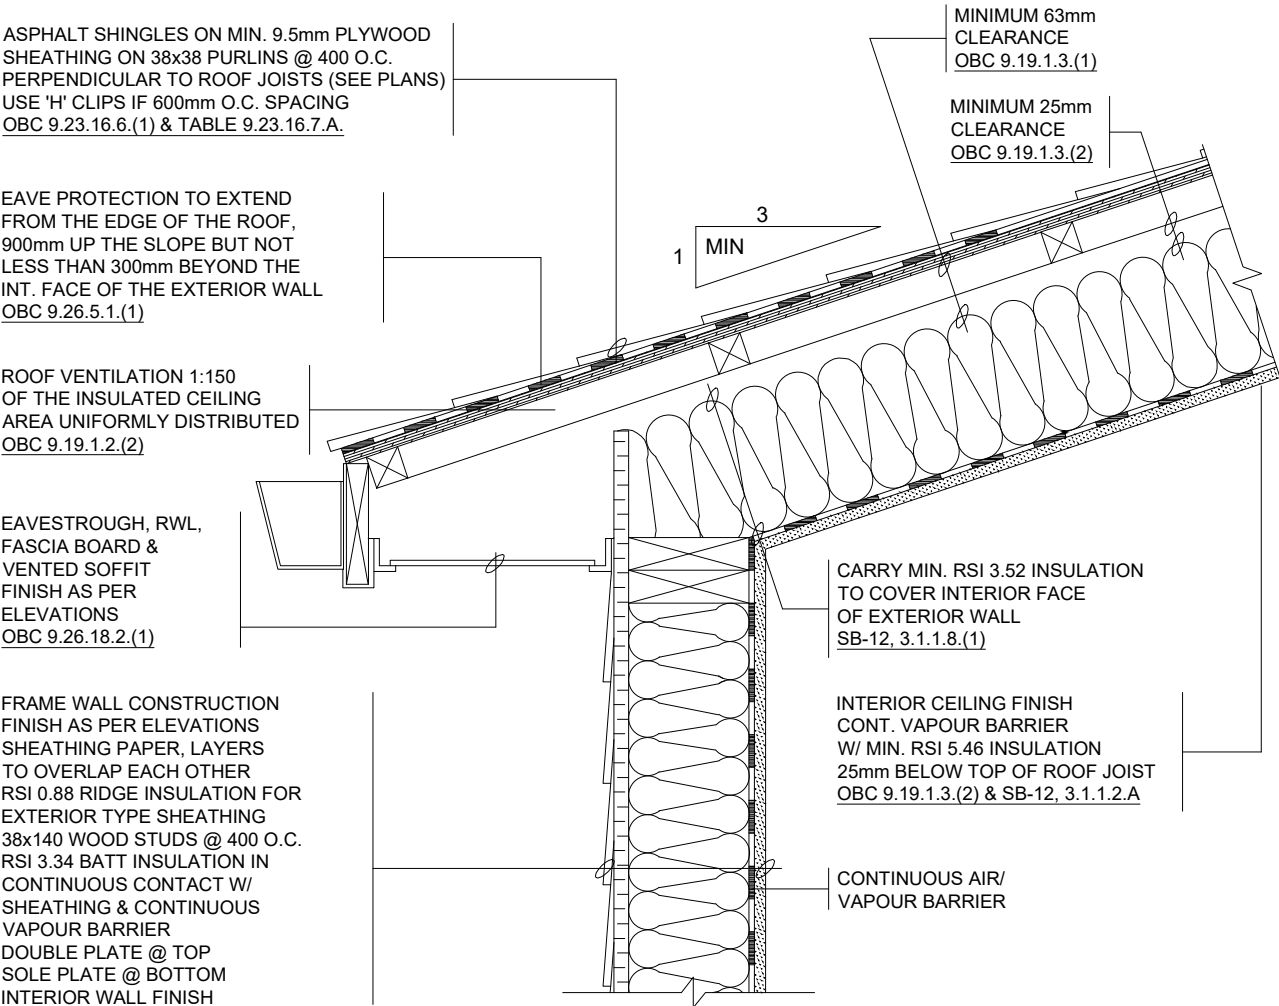 ASPHALT SHINGLES ON MIN. 9.5mm PLYWOOD
SHEATHING ON 38x38 PURLINS @ 400 O.C.
PERPENDICULAR TO ROOF JOISTS (SEE PLANS)
USE 'H' CLIPS IF 600mm O.C. SPACING
OBC 9.23.16.6.(1) & TABLE 9.23.16.7.A.
MINIMUM 63mm
CLEARANCE
OBC 9.19.1.3.(1)
MINIMUM 25mm
CLEARANCE
OBC 9.19.1.3.(2)
EAVE PROTECTION TO EXTEND
FROM THE EDGE OF THE ROOF,
900mm UP THE SLOPE BUT NOT
LESS THAN 300mm BEYOND THE
INT. FACE OF THE EXTERIOR WALL
OBC 9.26.5.1.(1)
3
1
MIN
ROOF VENTILATION 1:150
OF THE INSULATED CEILING
AREA UNIFORMLY DISTRIBUTED
OBC 9.19.1.2.(2)
EAVESTROUGH, RWL,
FASCIA BOARD &
VENTED SOFFIT
FINISH AS PER
ELEVATIONS
OBC 9.26.18.2.(1)
CARRY MIN. RSI 3.52 INSULATION
TO COVER INTERIOR FACE
OF EXTERIOR WALL
SB-12, 3.1.1.8.(1)
FRAME WALL CONSTRUCTION
FINISH AS PER ELEVATIONS
SHEATHING PAPER, LAYERS
TO OVERLAP EACH OTHER
RSI 0.88 RIDGE INSULATION FOR
EXTERIOR TYPE SHEATHING
38x140 WOOD STUDS @ 400 O.C.
RSI 3.34 BATT INSULATION IN
CONTINUOUS CONTACT W/
SHEATHING & CONTINUOUS
VAPOUR BARRIER
DOUBLE PLATE @ TOP
SOLE PLATE @ BOTTOM
INTERIOR WALL FINISH
INTERIOR CEILING FINISH
CONT. VAPOUR BARRIER
W/ MIN. RSI 5.46 INSULATION
25mm BELOW TOP OF ROOF JOIST
OBC 9.19.1.3.(2) & SB-12, 3.1.1.2.A
CONTINUOUS AIR/
VAPOUR BARRIER